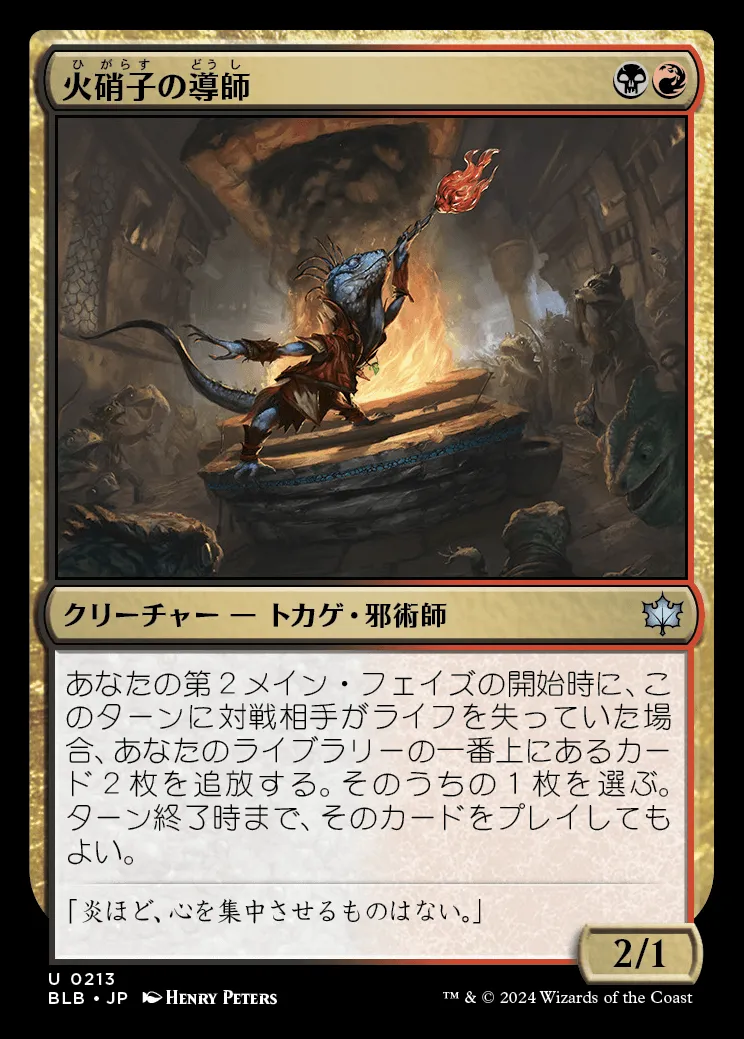 ひがらす どうし
火硝子の導師
クリーチャー — トカゲ・邪術師
あなたの第2メイン・フェイズの開始時に、こ
のターンに対戦相手がライフを失っていた場
合、あなたのライブラリーの一番上にあるカー
ド2枚を追放する。そのうちの1枚を選ぶ。
ターン終了時まで、そのカードをプレイしても
よい。
「炎ほど、心を集中させるものはない。」
2/1
U 0213
BLB • JP HENRY PETERS
™ & © 2024 Wizards of the Coast